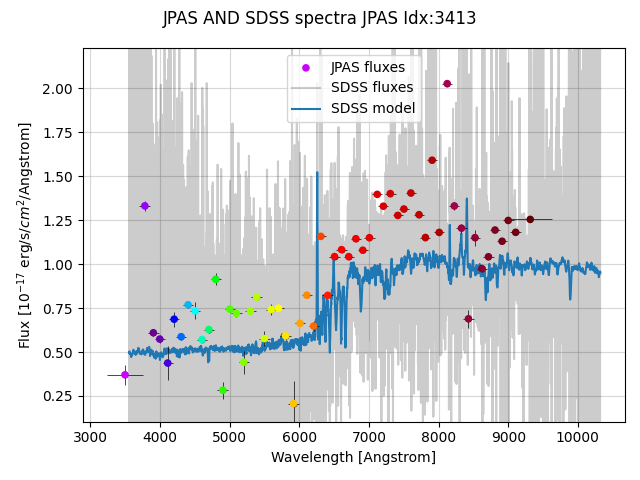 JPAS AND SDSS spectra JPAS Idx:3413
JPAS fluxes
SDSS fluxes
SDSS model
Flux [10⁻¹⁷ erg/s/cm²/Angstrom]
2.00
1.75
1.50
1.25
1.00
0.75
0.50
0.25
3000 4000 5000 6000 7000 8000 9000 10000
Wavelength [Angstrom]